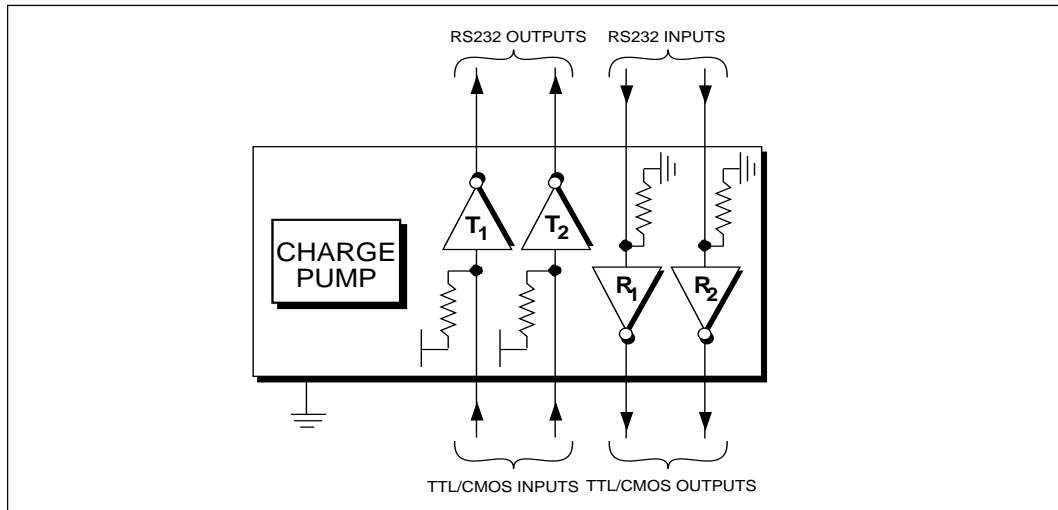 RS232 OUTPUTS
RS232 INPUTS
CHARGE
PUMP
T1
T2
R1
R2
TTL/CMOS INPUTS
TTL/CMOS OUTPUTS